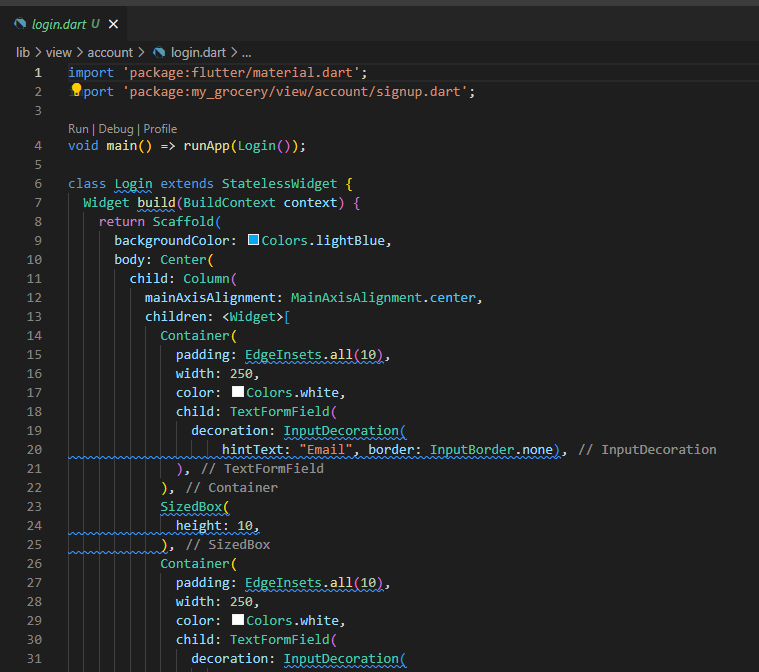 login.dart U ×
lib > view > account > login.dart > ...
1 import 'package:flutter/material.dart';
2 port 'package:my_grocery/view/account/signup.dart';
3
Run | Debug | Profile
4 void main() => runApp(Login());
5
6 class Login extends StatelessWidget {
7 Widget build(BuildContext context) {
8 return Scaffold(
9 backgroundColor: Colors.lightBlue,
10 body: Center(
11 child: Column(
12 mainAxisAlignment: MainAxisAlignment.center,
13 children: <Widget>[
14 Container(
15 padding: EdgeInsets.all(10),
16 width: 250,
17 color: Colors.white,
18 child: TextFormField(
19 decoration: InputDecoration(
20 hintText: "Email", border: InputBorder.none), // InputDecoration
21 ), // TextFormField
22 ), // Container
23 SizedBox(
24 height: 10,
25 ), // SizedBox
26 Container(
27 padding: EdgeInsets.all(10),
28 width: 250,
29 color: Colors.white,
30 child: TextFormField(
31 decoration: InputDecoration(